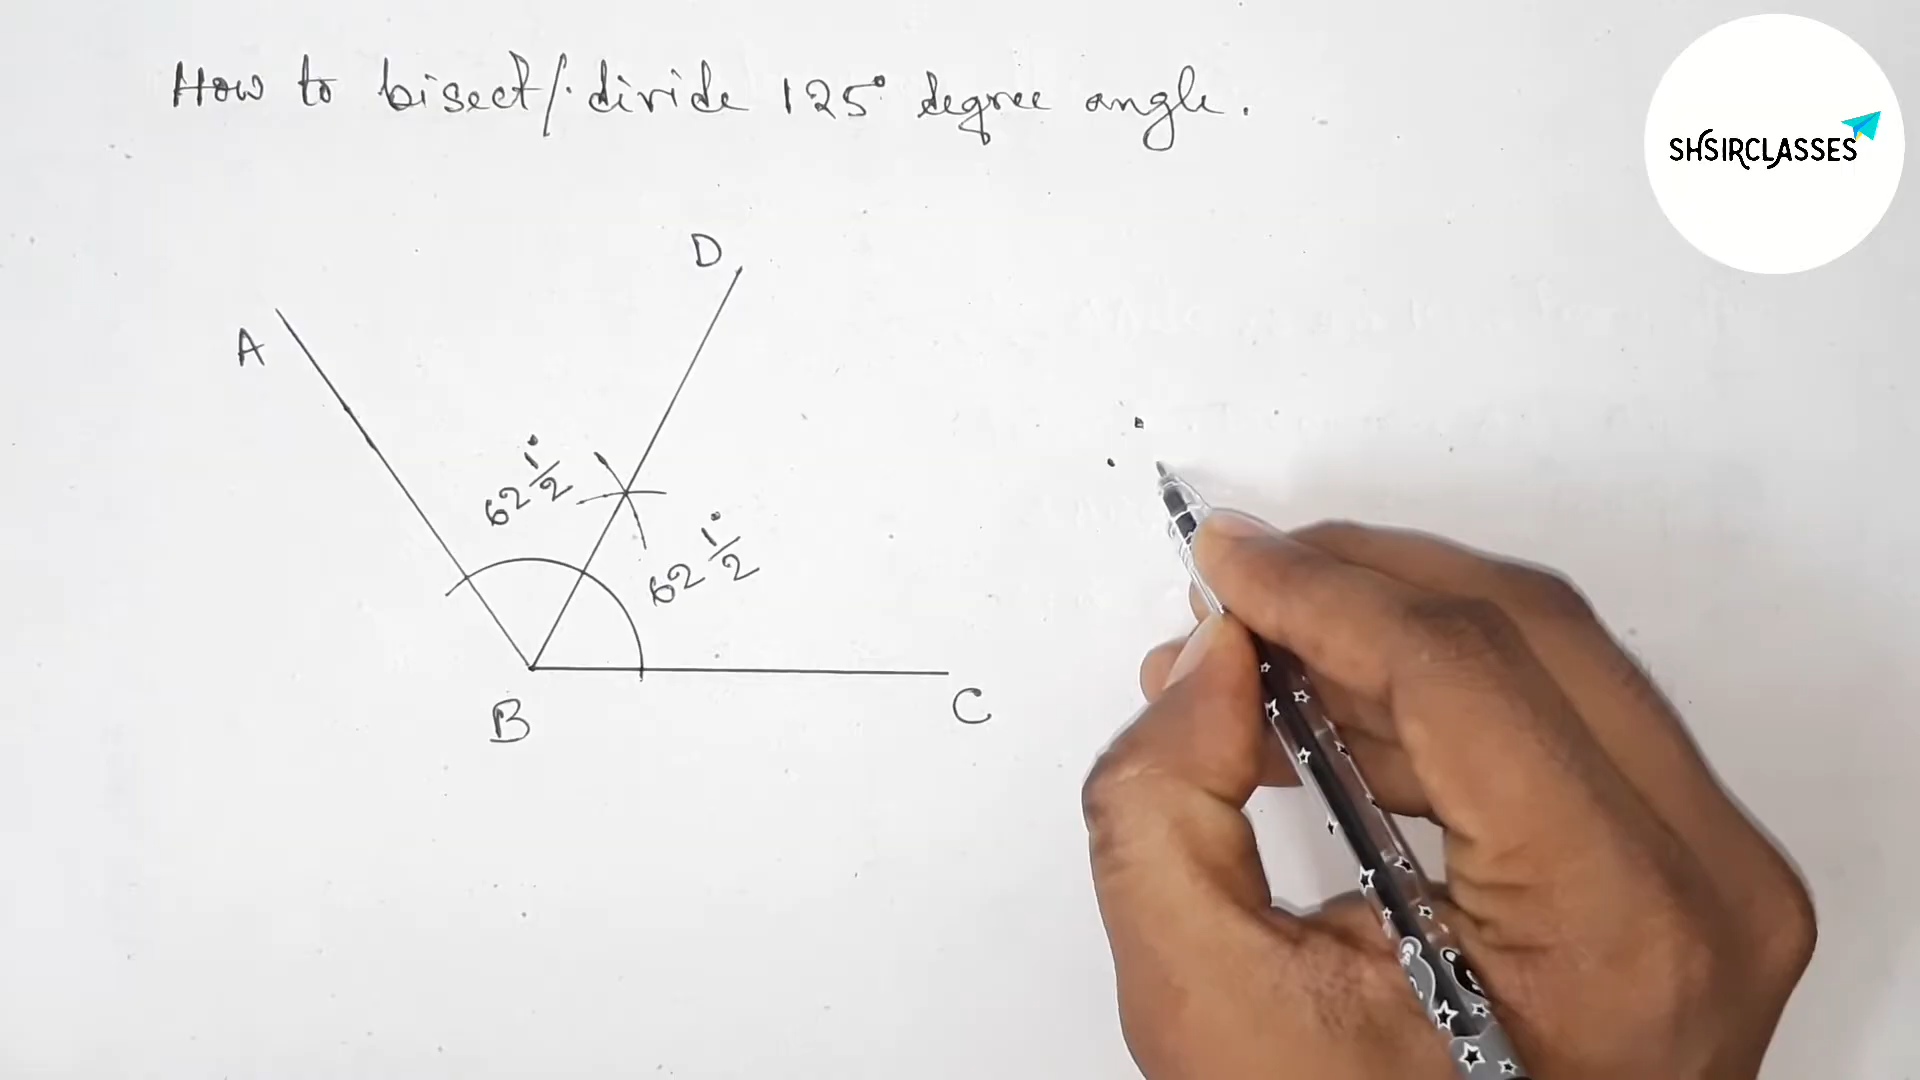 How to bisect/.divide 125° degree angle.
SHSIRCLASSES
D
A
62 1°/2
62 1°/2
B
C